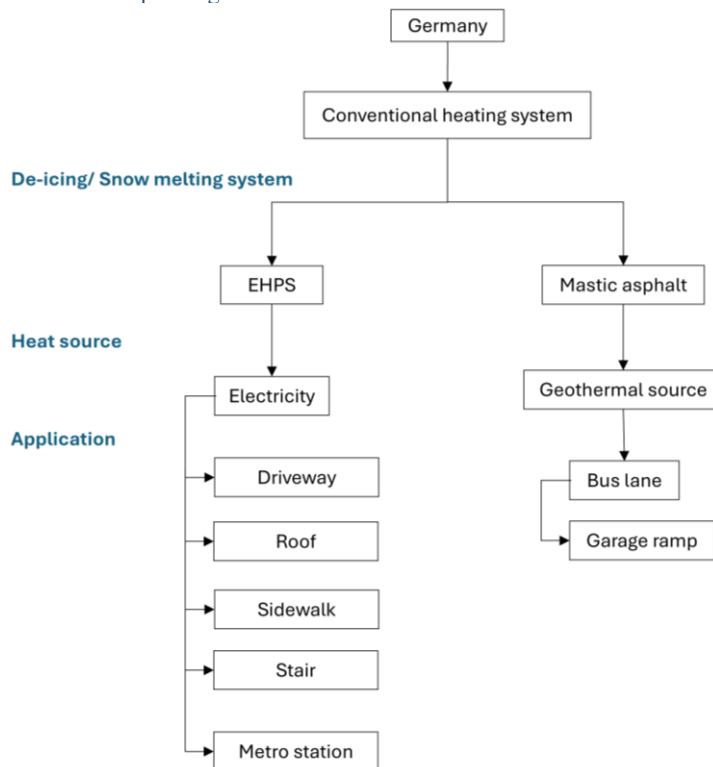 Germany
Conventional heating system
De-icing/ Snow melting system
EHPS
Mastic asphalt
Heat source
Geothermal source
Electricity
Application
Driveway
Bus lane
Roof
Garage ramp
Sidewalk
Stair
Metro station